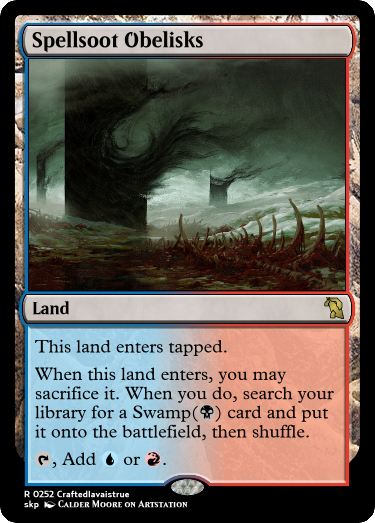 Spellsoot Obelisks
Land
This land enters tapped.
When this land enters, you may
sacrifice it. When you do, search your
library for a Swamp() card and put
it onto the battlefield, then shuffle.
, Add or .
R 0252 Craftedlavaistrue
skp Calder Moore on Artstation